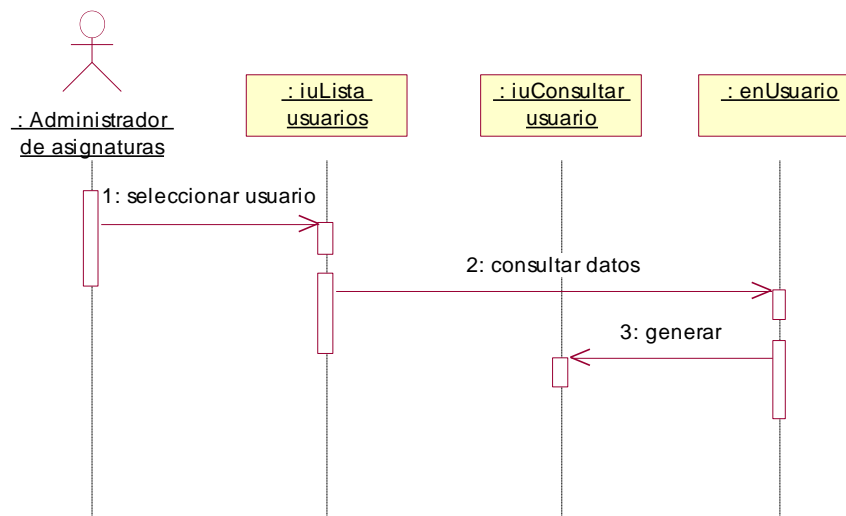 : iuLista
usuarios
: iuConsultar
usuario
: enUsuario
: Administrador
de asignaturas
1: seleccionar usuario
2: consultar datos
3: generar